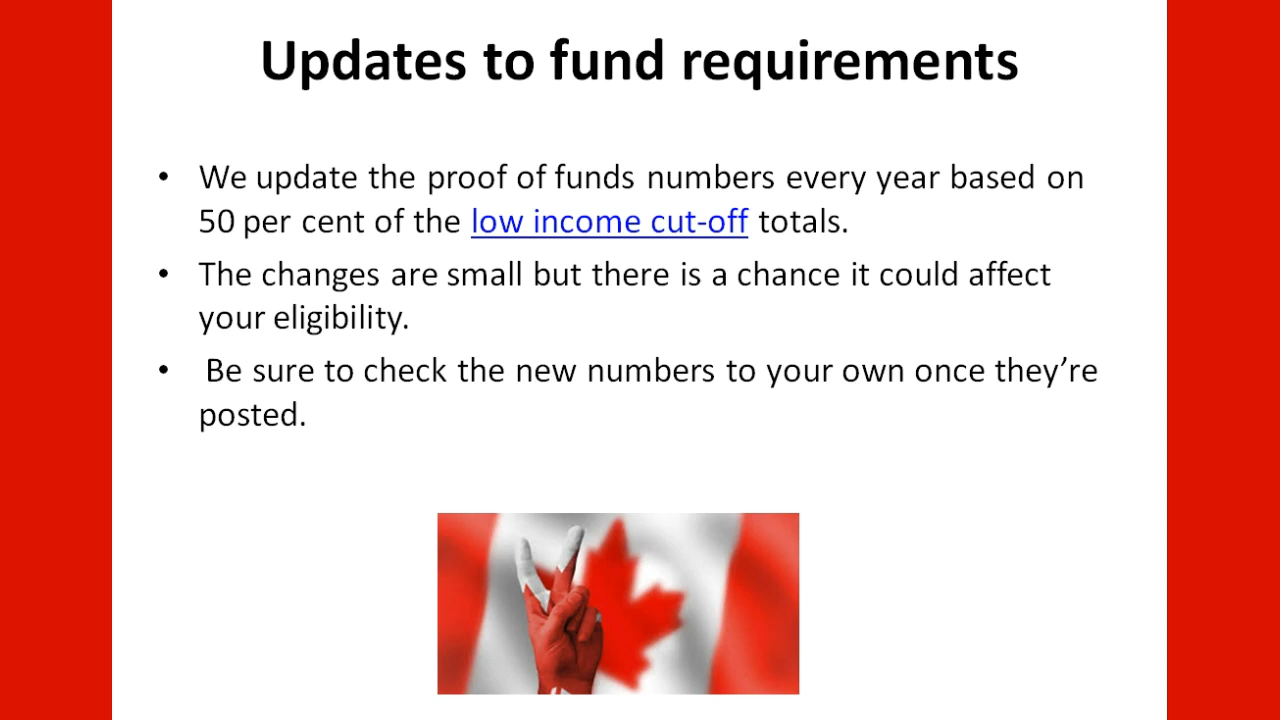 Updates to fund requirements
• We update the proof of funds numbers every year based on
50 per cent of the low income cut-off totals.
• The changes are small but there is a chance it could affect
your eligibility.
• Be sure to check the new numbers to your own once they’re
posted.